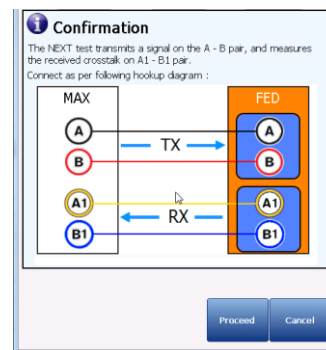 Confirmation
The NEXT test transmits a signal on the A - B pair, and measures
the received crosstalk on A1 - B1 pair.
Connect as per following hookup diagram :
MAX FED
A A
TX
B B
A1 A1
RX
B1 B1
Proceed Cancel